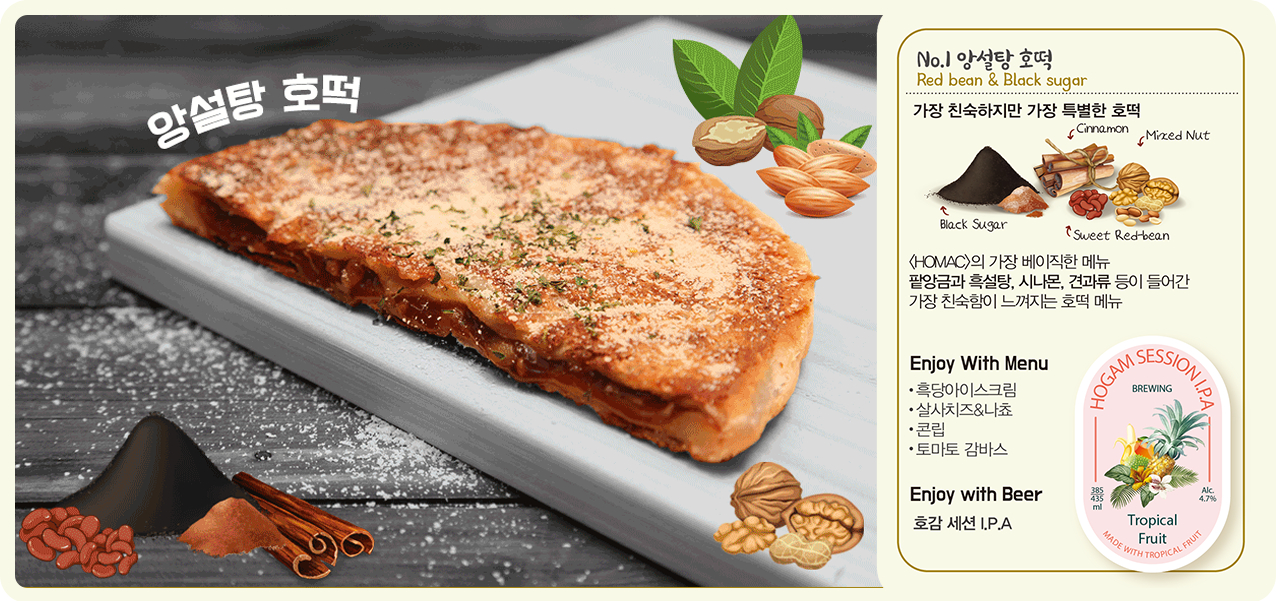 앙설탕 호떡
No.1 앙설탕 호떡
Red bean & Black sugar
가장 친숙하지만 가장 특별한 호떡
Cinnamon
Mixed Nut
Black Sugar
Sweet Red-bean
<HOMAC>의 가장 베이직한 메뉴
팥앙금과 흑설탕, 시나몬, 견과류 등이 들어간
가장 친숙함이 느껴지는 호떡 메뉴
Enjoy With Menu
• 흑당아이스크림
• 살사치즈&나쵸
• 콘립
• 토마토 감바스
Enjoy with Beer
호감 세션 I.P.A
HOGAM SESSION I.P.A
BREWING
385
435
ml
Alc.
4.7%
Tropical
Fruit
MADE WITH TROPICAL FRUIT